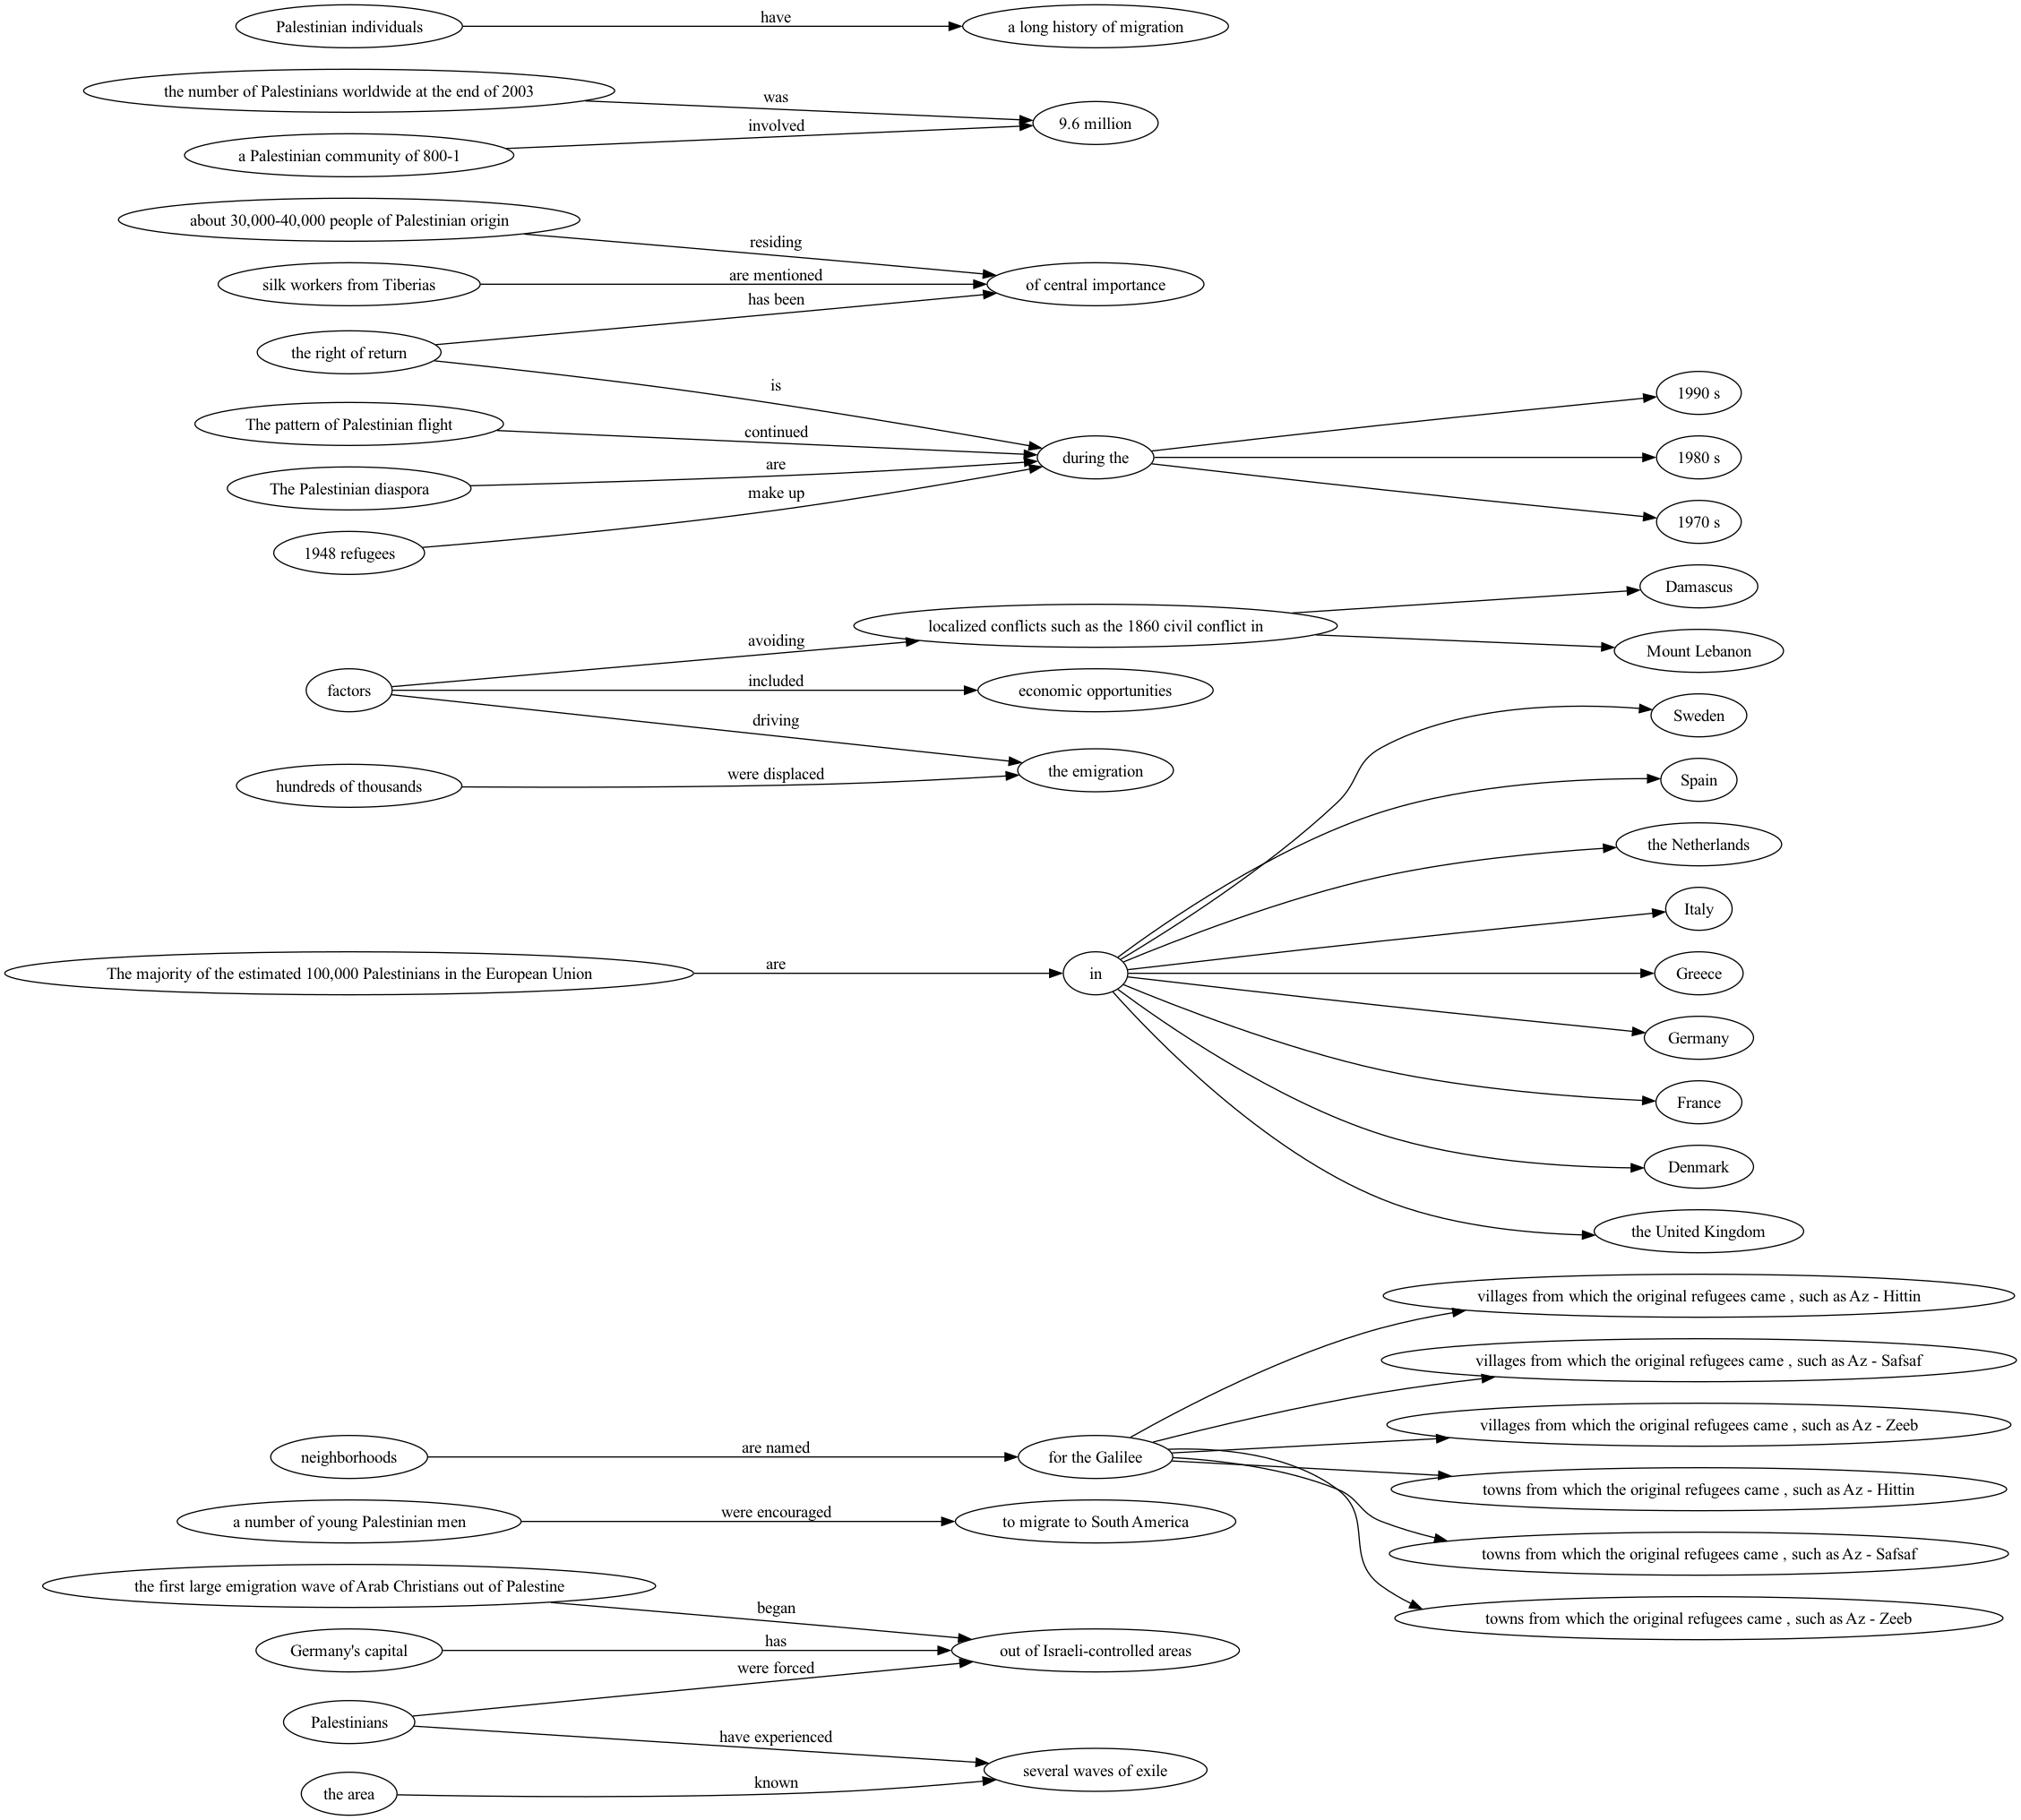 Palestinian individuals
have
a long history of migration
the number of Palestinians worldwide at the end of 2003
was
9.6 million
a Palestinian community of 800-1
involved
about 30,000-40,000 people of Palestinian origin
residing
silk workers from Tiberias
are mentioned
of central importance
has been
the right of return
is
1990 s
The pattern of Palestinian flight
continued
during the
1980 s
The Palestinian diaspora
are
1970 s
1948 refugees
make up
Damascus
localized conflicts such as the 1860 civil conflict in
avoiding
Mount Lebanon
factors
included
economic opportunities
driving
Sweden
hundreds of thousands
were displaced
the emigration
Spain
the Netherlands
Italy
The majority of the estimated 100,000 Palestinians in the European Union
are
in
Greece
Germany
France
Denmark
the United Kingdom
villages from which the original refugees came , such as Az - Hittin
villages from which the original refugees came , such as Az - Safsaf
villages from which the original refugees came , such as Az - Zeeb
neighborhoods
are named
for the Galilee
towns from which the original refugees came , such as Az - Hittin
a number of young Palestinian men
were encouraged
to migrate to South America
towns from which the original refugees came , such as Az - Safsaf
the first large emigration wave of Arab Christians out of Palestine
began
towns from which the original refugees came , such as Az - Zeeb
Germany's capital
has
out of Israeli-controlled areas
were forced
Palestinians
have experienced
several waves of exile
the area
known